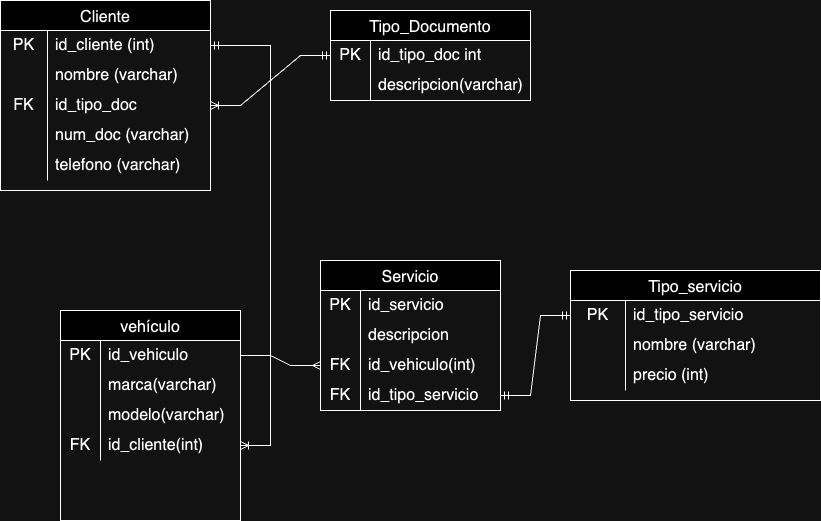 Cliente
PK id_cliente (int)
nombre (varchar)
FK id_tipo_doc
num_doc (varchar)
telefono (varchar)
Tipo_Documento
PK id_tipo_doc int
descripcion(varchar)
Servicio
PK id_servicio
descripcion
FK id_vehiculo(int)
FK id_tipo_servicio
Tipo_servicio
PK id_tipo_servicio
nombre (varchar)
precio (int)
vehículo
PK id_vehiculo
marca(varchar)
modelo(varchar)
FK id_cliente(int)